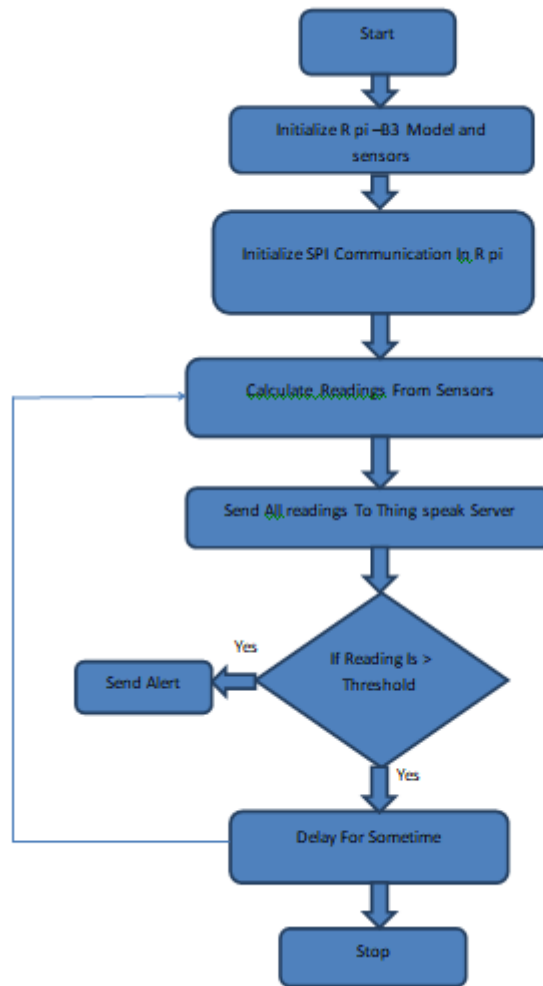 Start
Initialize R pi –B3 Model and
sensors
Initialize SPI Communication In R pi
Calculate Readings From Sensors
Send All readings To Thing speak Server
If Reading Is >
Threshold
Yes
Send Alert
Yes
Delay For Sometime
Stop